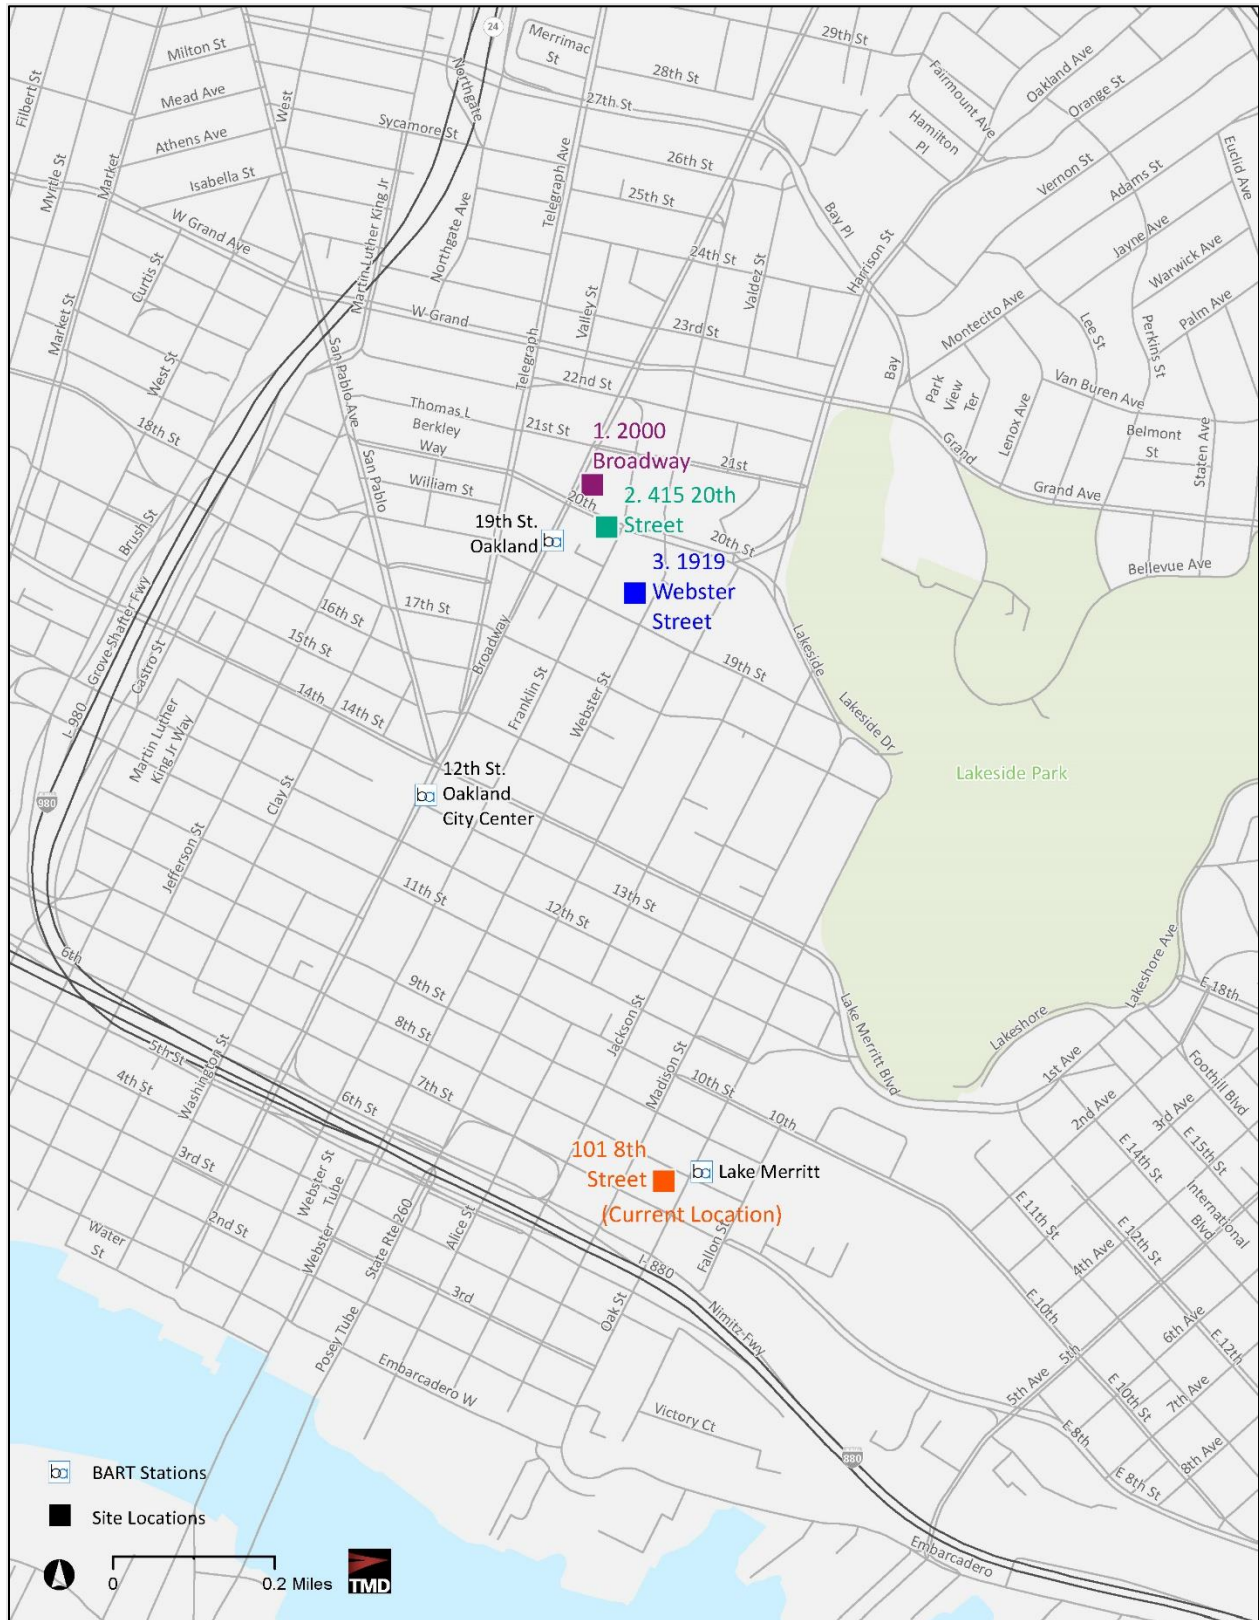 24
Merrimac
St
29th St
Milton St
28th St
Fairmount Ave
Oakland Ave
Orange St
Filbert St
Mead Ave
West
Northgate
27th St
Hamilton
Pl
Athens Ave
Sycamore St
26th St
Vernon St
Adams St
Euclid Ave
Myrtle St
Market
Isabella St
25th St
Telegraph Ave
Martin Luther King Jr
Northgate Ave
Bay Pl
Jayne Ave
W Grand Ave
24th St
Valdez St
Harrison St
Warwick Ave
Curtis St
W Grand
Valley St
23rd St
Montecito Ave
Lee St
Perkins St
Palm Ave
Market St
West St
San Pablo Ave
Telegraph
22nd St
Bay
Park
View
Ter
Lenox Ave
Van Buren Ave
18th St
Thomas L
Berkley
Way
21st St
1. 2000
Broadway
21st
Grand
Belmont
St
Staten Ave
San Pablo
William St
20th
2. 415 20th
Street
Grand Ave
Brush St
19th St.
Oakland
ba
20th St
Bellevue Ave
3. 1919
Webster
Street
Grove-Shafter Fwy
16th St
17th St
15th St
Castro St
Broadway
Lakeside
19th St
14th
14th St
Franklin St
Webster St
I-980
Martin Luther
King Jr Way
Lakeside Dr
12th St.
Oakland
City Center
ba
Lakeside Park
980
Clay St
Jefferson St
11th St
12th St
13th St
6th
9th St
Jackson St
Lake Merritt Blvd
Lakeshore
Lakeshore Ave
E 18th
8th St
5th St
4th St
Washington St
7th St
Madison St
10th St
10th
1st Ave
2nd Ave
3rd Ave
Foothill Blvd
6th St
E 15th St
E 14th St
3rd St
Webster St
Webster Tube
101 8th
Street
ba
Lake Merritt
(Current Location)
International
Blvd
E 11th St
E 12th St
4th Ave
Water
St
2nd St
State Rte 260
Alice St
Fallon St
I-880
3rd
Oak St
Nimitz Fwy
E 10th
6th Ave
E 12th
Posey Tube
Embarcadero W
5th
5th Ave
E 10th St
7th Ave
Victory Ct
E 8th
8th Ave
880
E 8th St
ba
BART Stations
Site Locations
Embarcadero
0
0.2 Miles
TMD